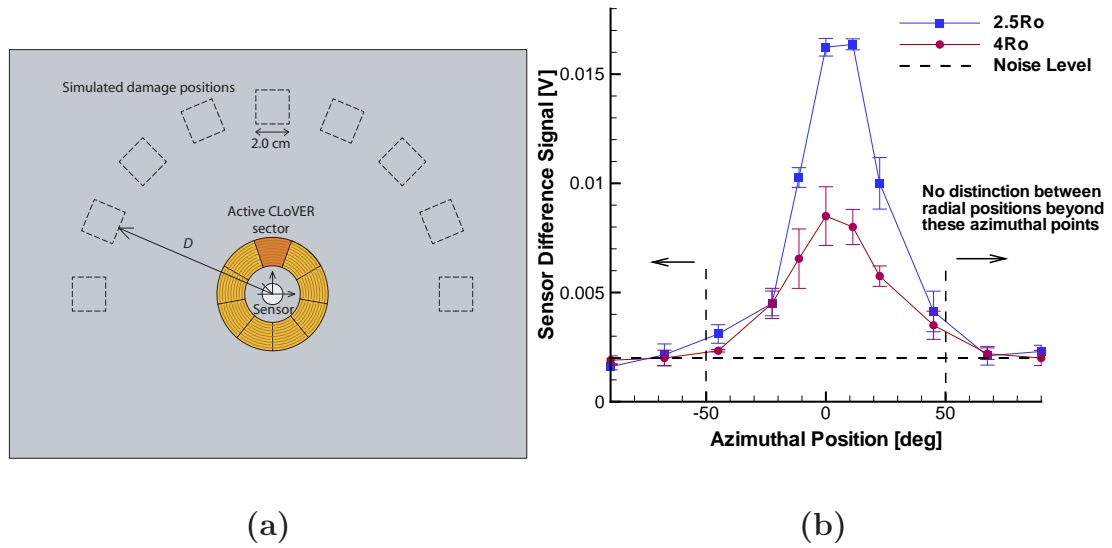 Simulated damage positions
2.0 cm
Active CLoVER
sector
D
Sensor
(a)
Sensor Difference Signal [V]
0.015
0.01
0.005
0
-50
0
50
Azimuthal Position [deg]
2.5Ro
4Ro
Noise Level
No distinction between
radial positions beyond
these azimuthal points
(b)